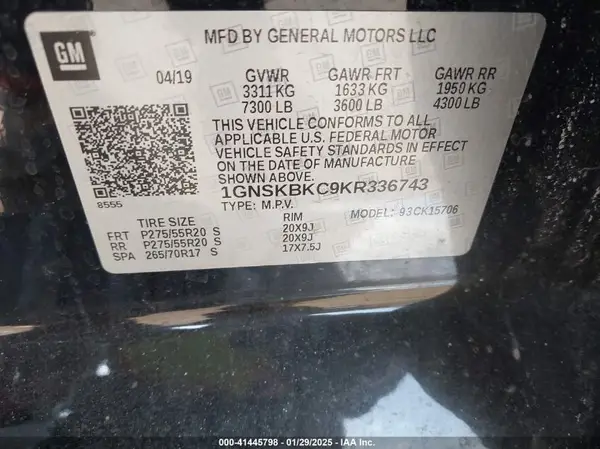 GM
MFD BY GENERAL MOTORS LLC
04/19 GVWR GAWR FRT GAWR RR
3311 KG 1633 KG 1950 KG
7300 LB 3600 LB 4300 LB
THIS VEHICLE CONFORMS TO ALL
APPLICABLE U.S. FEDERAL MOTOR
VEHICLE SAFETY STANDARDS IN EFFECT
ON THE DATE OF MANUFACTURE
SHOWN ABOVE.
8555 1GNSKBKC9KR336743
TYPE: M.P.V. MODEL: 93CK15706
TIRE SIZE RIM
FRT P275/55R20 S 20X9J
RR P275/55R20 S 20X9J
SPA 265/70R17 S 17X7.5J
©Copyright #41445798 - 01/29/2025 - IAA Inc.